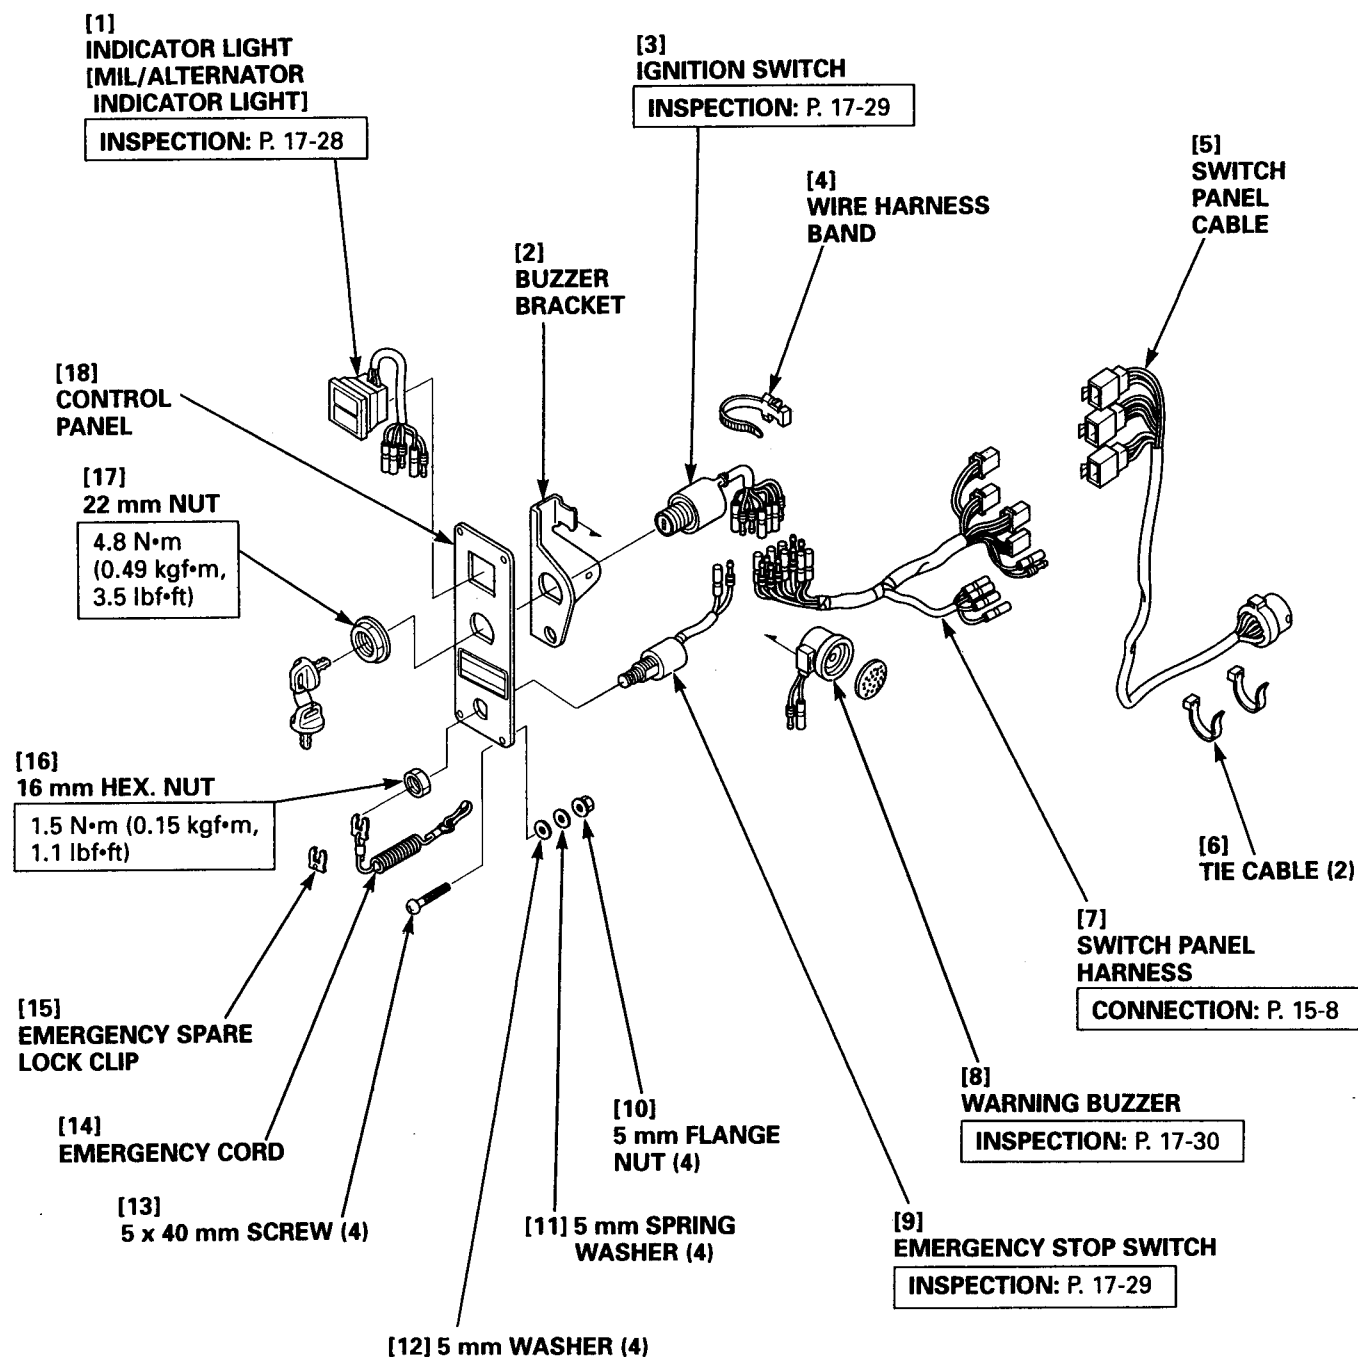 [1]
INDICATOR LIGHT
[MIL/ALTERNATOR
INDICATOR LIGHT]
INSPECTION: P. 17-28
[2]
BUZZER
BRACKET
[3]
IGNITION SWITCH
INSPECTION: P. 17-29
[4]
WIRE HARNESS
BAND
[5]
SWITCH
PANEL
CABLE
[6]
TIE CABLE (2)
[7]
SWITCH PANEL
HARNESS
CONNECTION: P. 15-8
[8]
WARNING BUZZER
INSPECTION: P. 17-30
[9]
EMERGENCY STOP SWITCH
INSPECTION: P. 17-29
[10]
5 mm FLANGE
NUT (4)
[11] 5 mm SPRING
WASHER (4)
[12] 5 mm WASHER (4)
[13]
5 x 40 mm SCREW (4)
[14]
EMERGENCY CORD
[15]
EMERGENCY SPARE
LOCK CLIP
[16]
16 mm HEX. NUT
1.5 N•m (0.15 kgf•m,
1.1 lbf•ft)
[17]
22 mm NUT
4.8 N•m
(0.49 kgf•m,
3.5 lbf•ft)
[18]
CONTROL
PANEL